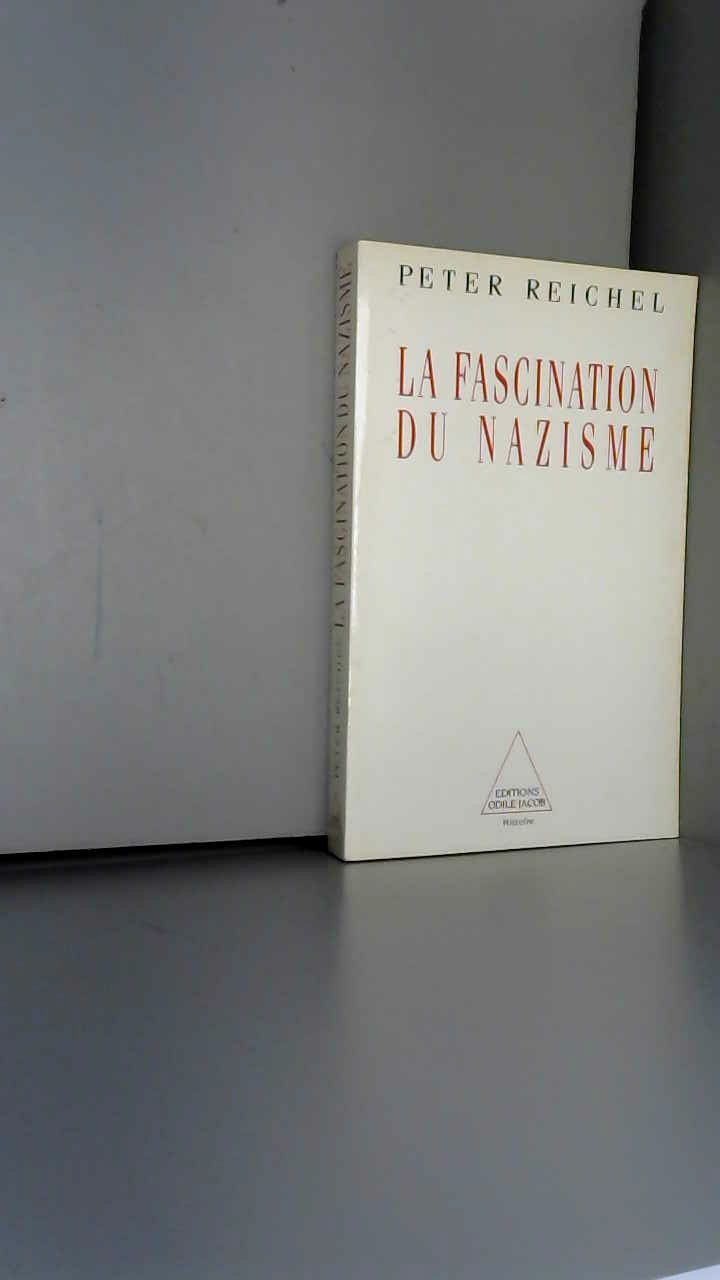 PETER REICHEL
LA FASCINATION
DU NAZISME
EDITIONS
ODILE JACOB
Histoire
LA FASCINATION DU NAZISME